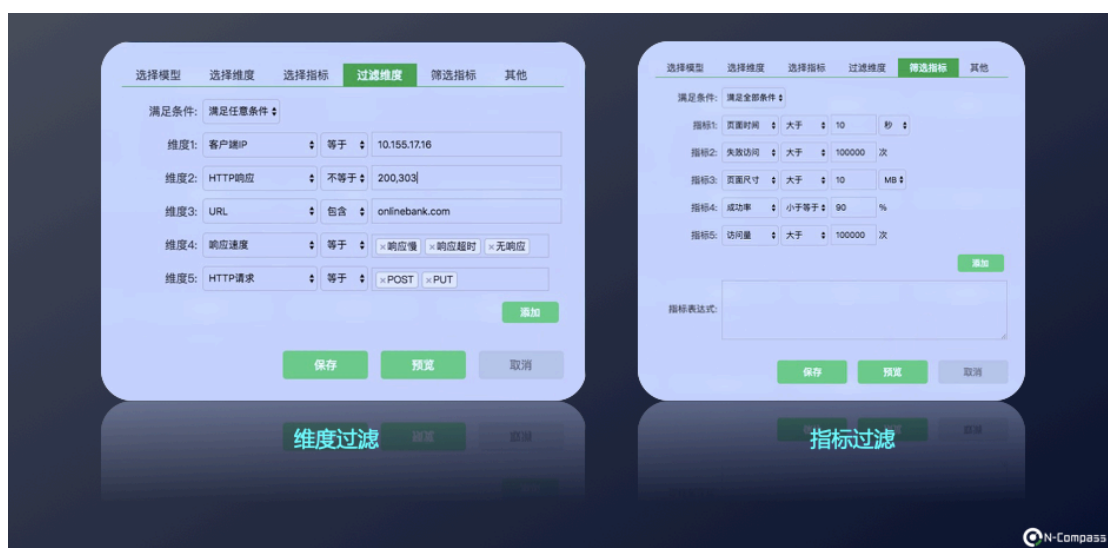 选择模型 选择维度 选择指标 过滤维度 筛选指标 其他
满足条件: 满足任意条件
维度1: 客户端IP 等于 10.155.17.16
维度2: HTTP响应 不等于 200,303
维度3: URL 包含 onlinebank.com
维度4: 响应速度 等于 ×响应慢 ×响应超时 ×无响应
维度5: HTTP请求 等于 ×POST ×PUT
添加
保存 预览 取消
维度过滤
选择模型 选择维度 选择指标 过滤维度 筛选指标 其他
满足条件: 满足全部条件
指标1: 页面时间 大于 10 秒
指标2: 失败访问 大于 100000 次
指标3: 页面尺寸 大于 10 MB
指标4: 成功率 小于等于 90 %
指标5: 访问量 大于 100000 次
添加
指标表达式:
保存 预览 取消
指标过滤
N-Compass